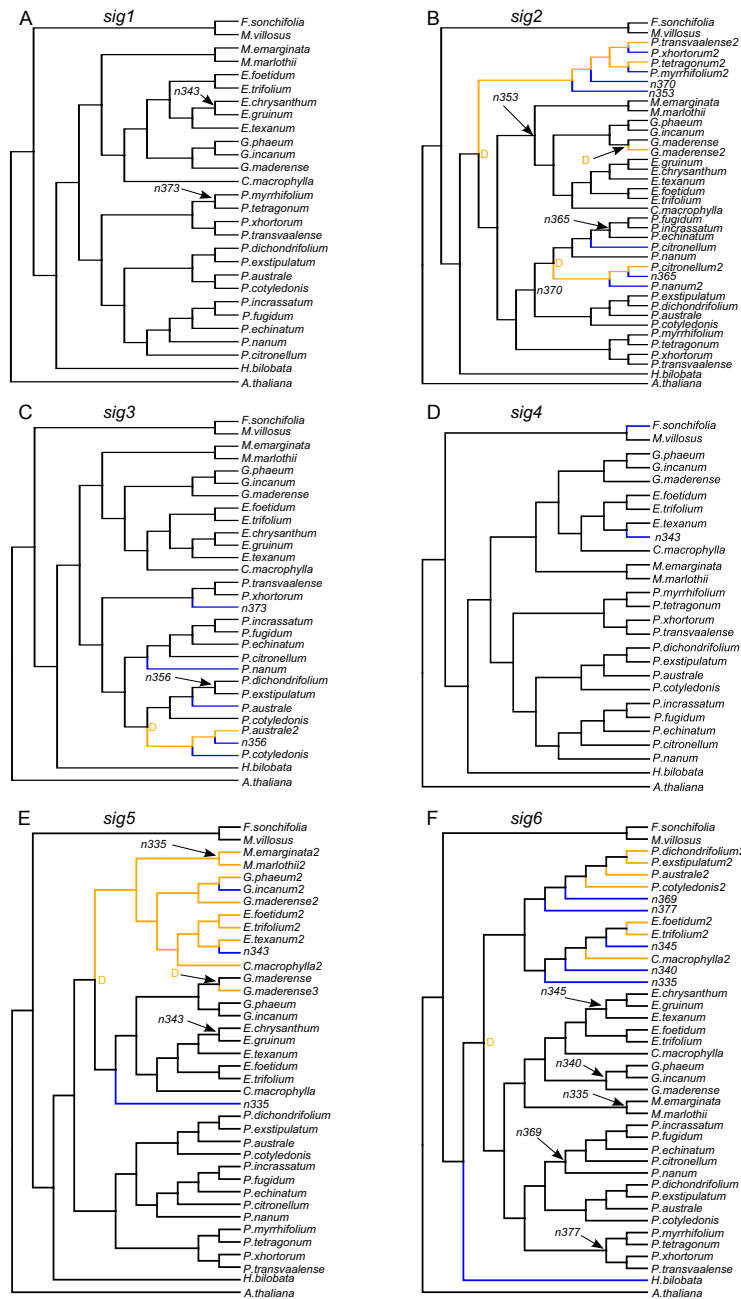 A
sig1
F.sonchifolia
M.villosus
M.emarginata
M.marlothii
E.foetidum
E.trifolium
n343
E.chrysanthum
E.gruinum
E.texanum
G.phaeum
G.incanum
G.maderense
C.macrophylla
n373
P.myrrhifolium
P.tetragonum
P.xhortorum
P.transvaalense
P.dichondrifolium
P.exstipulatum
P.australe
P.cotyledonis
P.incrassatum
P.fugidum
P.echinatum
P.nanum
P.citronellum
H.bilobata
A.thaliana
B
sig2
F.sonchifolia
M.villosus
P.transvaalense2
P.xhortorum2
P.tetragonum2
P.myrrhifolium2
n370
n353
n353
M.emarginata
M.marlothii
G.phaeum
G.incanum
G.maderense
D
D
G.maderense2
E.gruinum
E.chrysanthum
E.texanum
E.foetidum
E.trifolium
C.macrophylla
n365
P.fugidum
P.incrassatum
P.echinatum
P.citronellum
P.nanum
D
P.citronellum2
n365
n370
P.nanum2
P.exstipulatum
P.dichondrifolium
P.australe
P.cotyledonis
P.myrrhifolium
P.tetragonum
P.xhortorum
P.transvaalense
H.bilobata
A.thaliana
C
sig3
F.sonchifolia
M.villosus
M.emarginata
M.marlothii
G.phaeum
G.incanum
G.maderense
E.foetidum
E.trifolium
E.chrysanthum
E.gruinum
E.texanum
C.macrophylla
P.transvaalense
P.xhortorum
n373
P.incrassatum
P.fugidum
P.echinatum
P.citronellum
P.nanum
n356
P.dichondrifolium
P.exstipulatum
P.australe
P.cotyledonis
D
P.australe2
n356
P.cotyledonis
H.bilobata
A.thaliana
D
sig4
F.sonchifolia
M.villosus
G.phaeum
G.incanum
G.maderense
E.foetidum
E.trifolium
E.texanum
n343
C.macrophylla
M.emarginata
M.marlothii
P.myrrhifolium
P.tetragonum
P.xhortorum
P.transvaalense
P.dichondrifolium
P.exstipulatum
P.australe
P.cotyledonis
P.incrassatum
P.fugidum
P.echinatum
P.citronellum
P.nanum
H.bilobata
A.thaliana
E
sig5
F.sonchifolia
M.villosus
n335
M.emarginata2
M.marlothii2
G.phaeum2
G.incanum2
G.maderense2
E.foetidum2
E.trifolium2
E.texanum2
n343
C.macrophylla2
D
D
G.maderense
G.maderense3
G.phaeum
G.incanum
n343
E.chrysanthum
E.gruinum
E.texanum
E.foetidum
E.trifolium
C.macrophylla
n335
P.dichondrifolium
P.exstipulatum
P.australe
P.cotyledonis
P.incrassatum
P.fugidum
P.echinatum
P.citronellum
P.nanum
P.myrrhifolium
P.tetragonum
P.xhortorum
P.transvaalense
H.bilobata
A.thaliana
F
sig6
F.sonchifolia
M.villosus
P.dichondrifolium2
P.exstipulatum2
P.australe2
P.cotyledonis2
n369
n377
E.foetidum2
E.trifolium2
n345
C.macrophylla2
n340
n335
n345
E.chrysanthum
E.gruinum
E.texanum
E.foetidum
D
E.trifolium
C.macrophylla
n340
G.phaeum
G.incanum
G.maderense
n335
M.emarginata
M.marlothii
P.incrassatum
n369
P.fugidum
P.echinatum
P.citronellum
P.nanum
P.dichondrifolium
P.exstipulatum
P.australe
P.cotyledonis
n377
P.myrrhifolium
P.tetragonum
P.xhortorum
P.transvaalense
H.bilobata
A.thaliana